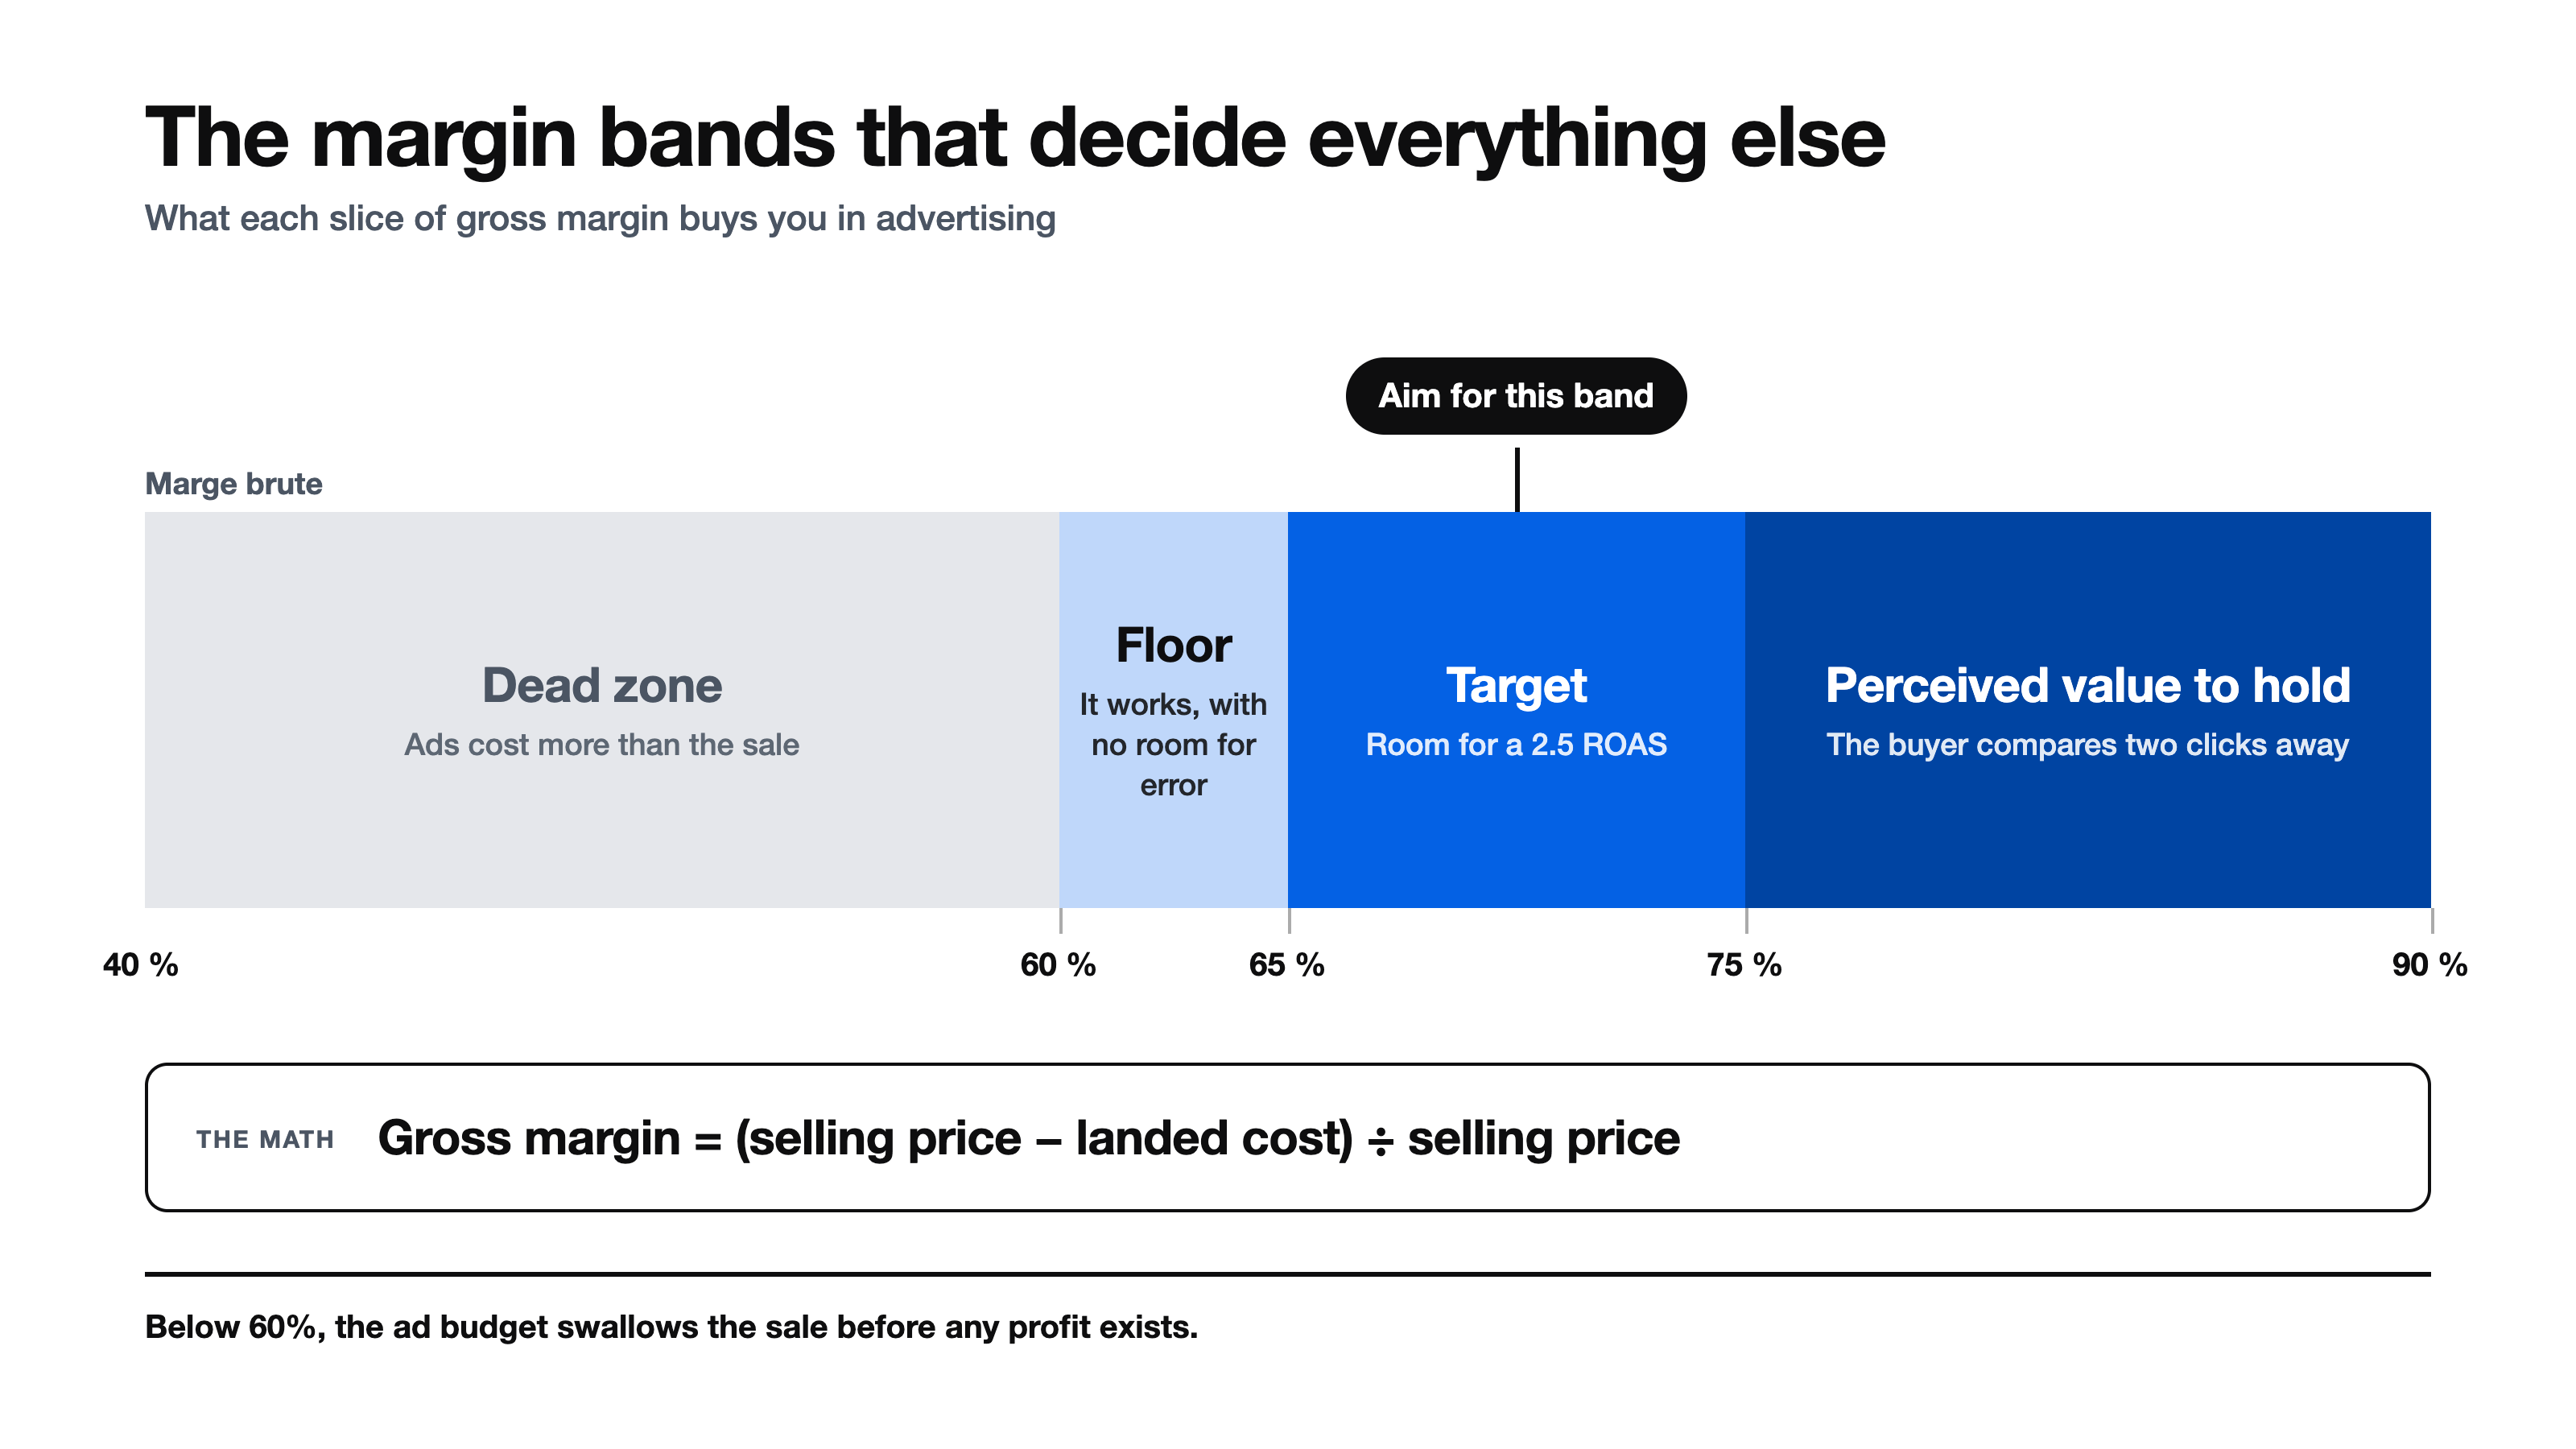 The margin bands that decide everything else
What each slice of gross margin buys you in advertising
Aim for this band
Marge brute
Dead zone
Ads cost more than the sale
Floor
It works, with
no room for
error
Target
Room for a 2.5 ROAS
Perceived value to hold
The buyer compares two clicks away
40 %
60 %
65 %
75 %
90 %
THE MATH
Gross margin = (selling price – landed cost) ÷ selling price
Below 60%, the ad budget swallows the sale before any profit exists.